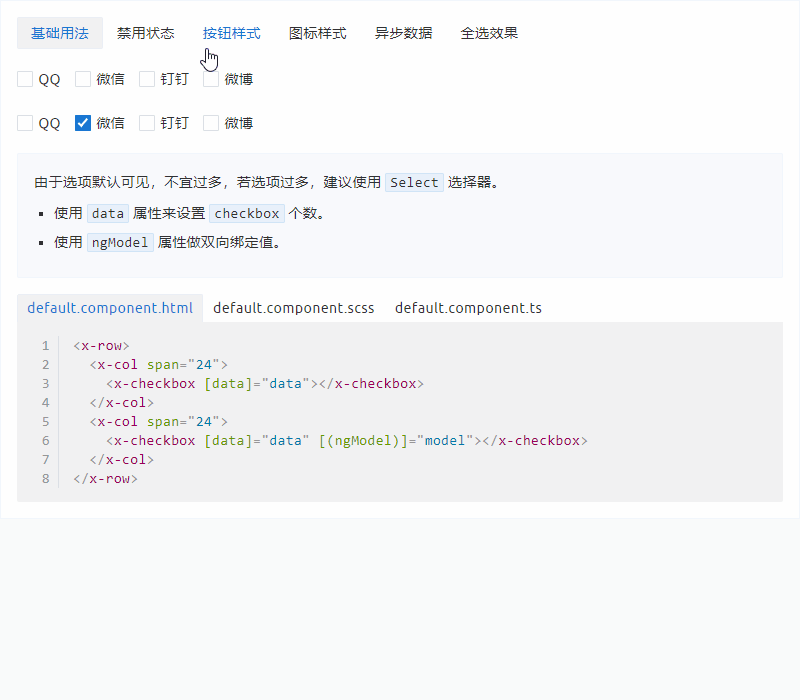 基础用法 禁用状态 按钮样式 图标样式 异步数据 全选效果
QQ 微信 钉钉 微博
QQ 微信 钉钉 微博
由于选项默认可见，不宜过多，若选项过多，建议使用 Select 选择器。
使用 data 属性来设置 checkbox 个数。
使用 ngModel 属性做双向绑定值。
default.component.html default.component.scss default.component.ts
1 <x-row>
2 <x-col span="24">
3 <x-checkbox [data]="data"></x-checkbox>
4 </x-col>
5 <x-col span="24">
6 <x-checkbox [data]="data" [(ngModel)]="model"></x-checkbox>
7 </x-col>
8 </x-row>